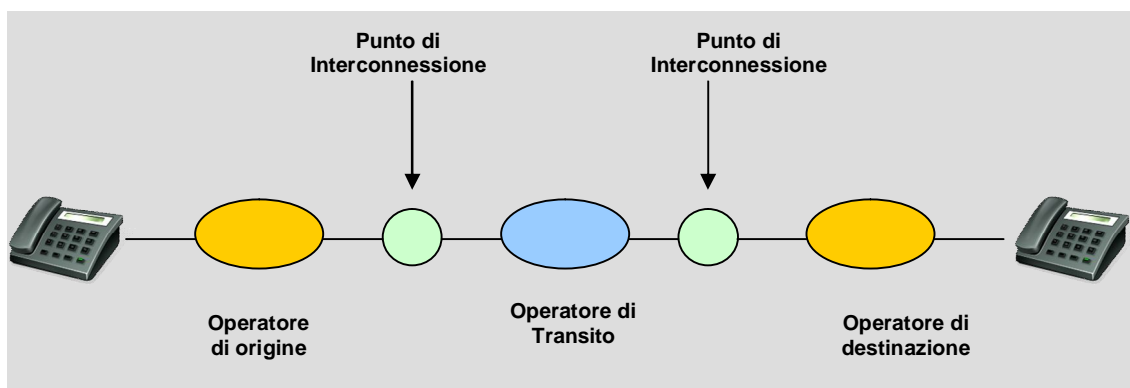 Punto di
Interconnessione
Punto di
Interconnessione
Operatore
di origine
Operatore di
Transito
Operatore di
destinazione